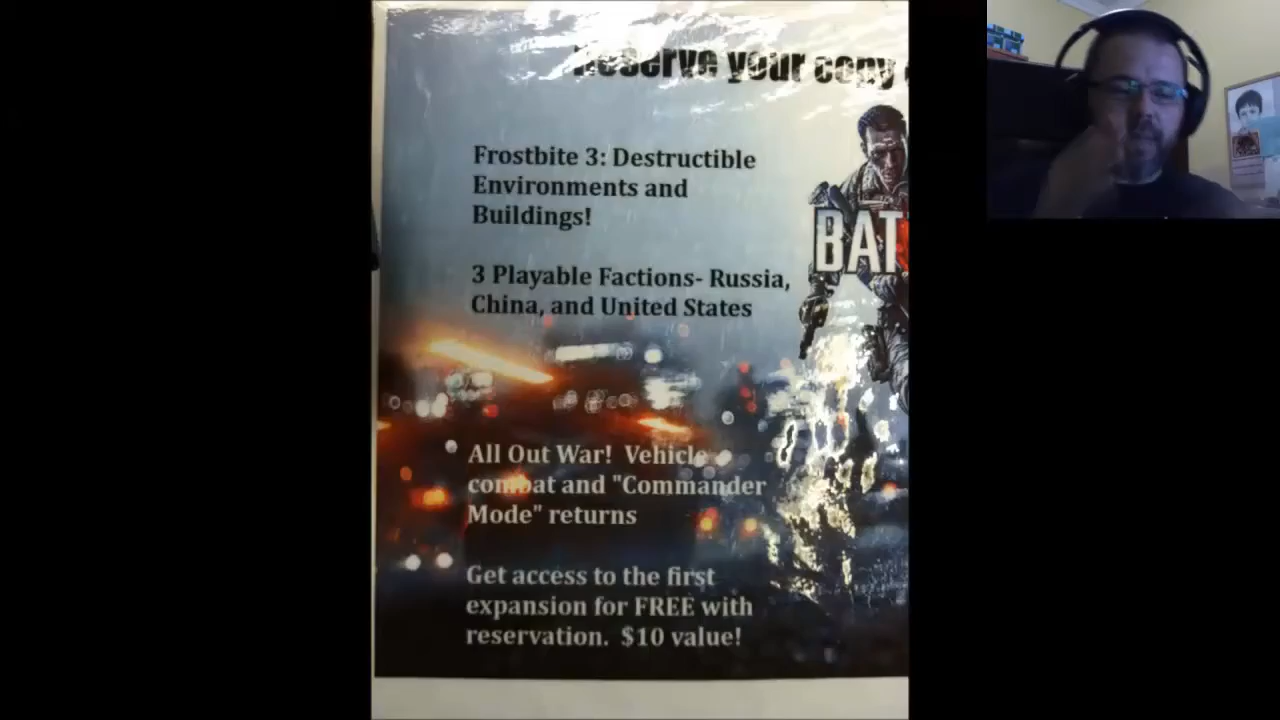 Reserve your copy
Frostbite 3: Destructible
Environments and
Buildings!
3 Playable Factions- Russia,
China, and United States
BAT
All Out War!  Vehicle
combat and "Commander
Mode" returns
Get access to the first
expansion for FREE with
reservation.  $10 value!